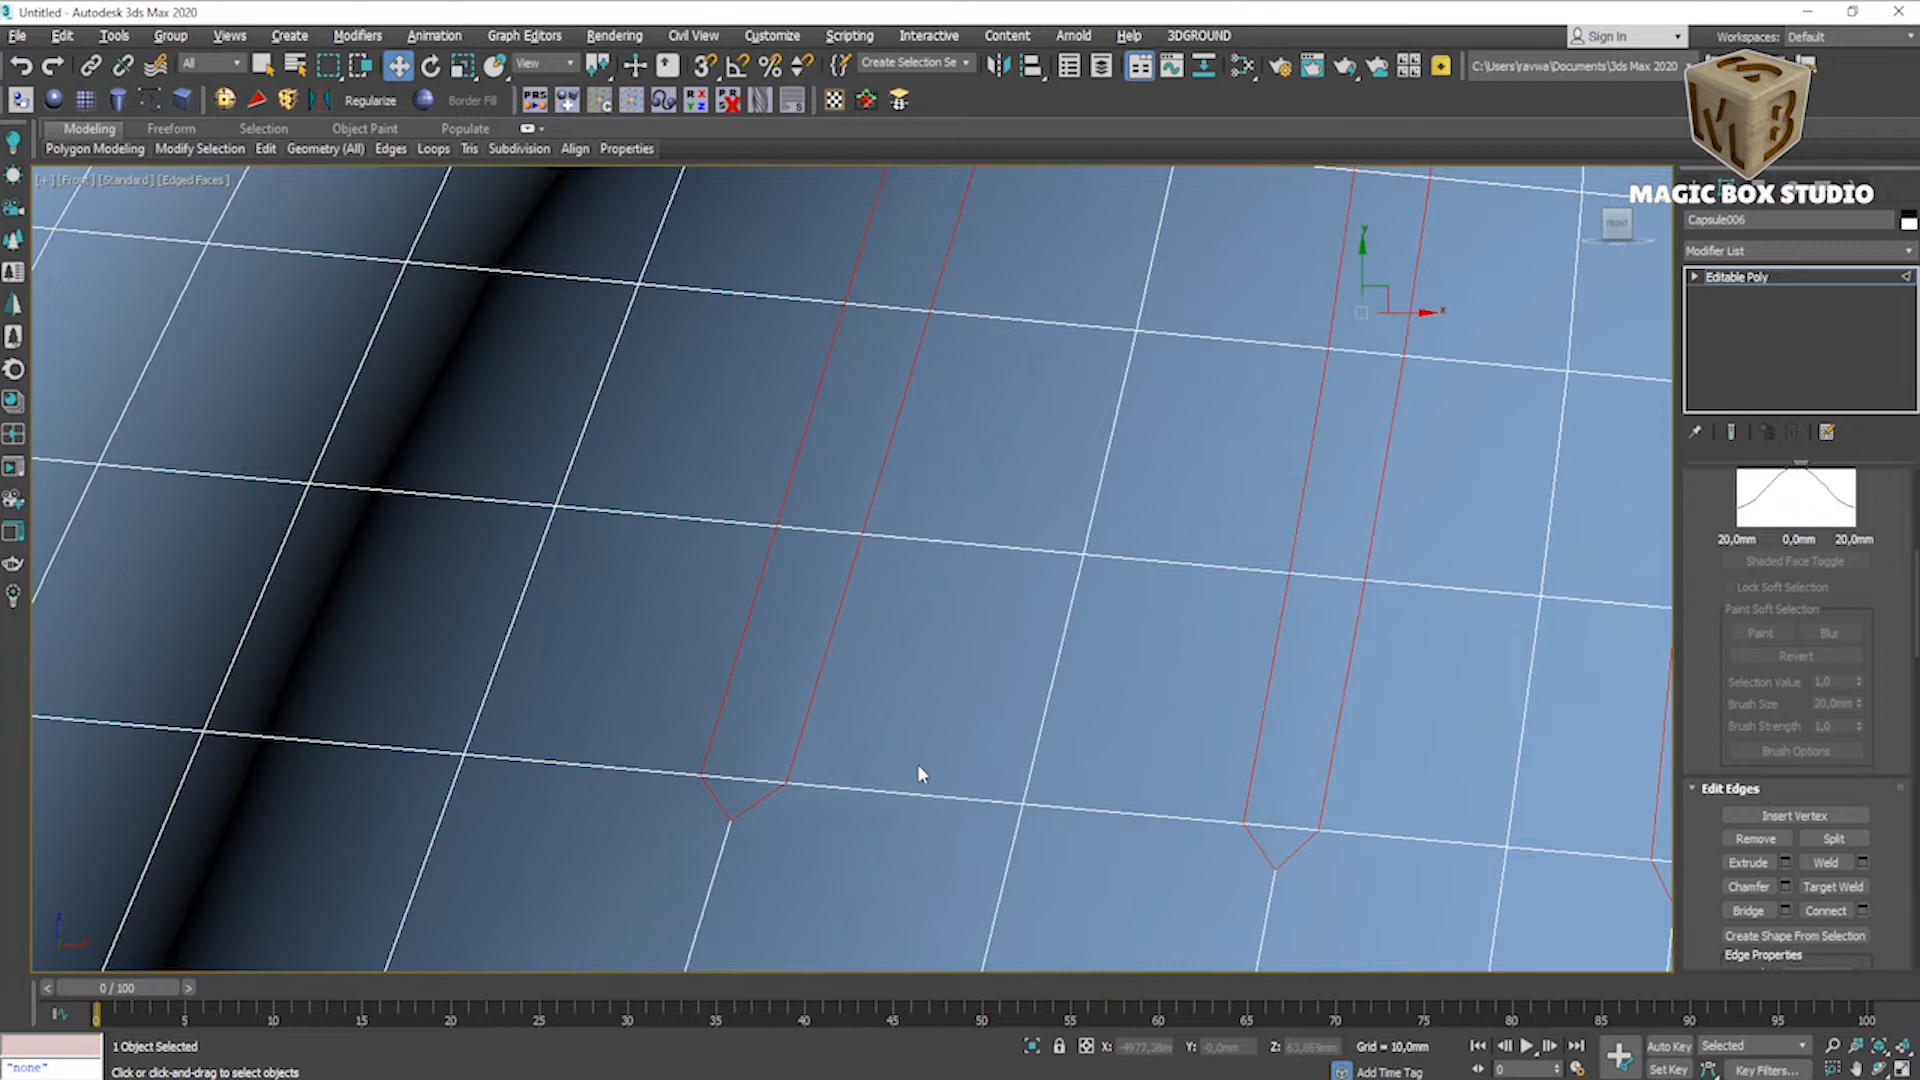 Untitled - Autodesk 3ds Max 2020
File Edit Tools Group Views Create Modifiers Animation Graph Editors Rendering Civil View Customize Scripting Interactive Content Arnold Help 3DGROUND
Sign In
Workspaces: Default
All
View
Create Selection Se
C:\Users\ravwa\Documents\3ds Max 2020
Regularize
Border Fill
Modeling Freeform Selection Object Paint Populate
Polygon Modeling Modify Selection Edit Geometry (All) Edges Loops Tris Subdivision Align Properties
[+] [Front] [Standard] [Edged Faces]
MAGIC BOX STUDIO
Capsule006
FRONT
Modifier List
Editable Poly
y
x
20,0mm 0,0mm 20,0mm
Shaded Face Toggle
Lock Soft Selection
Paint Soft Selection
Paint Blur
Revert
Selection Value 1,0
Brush Size 20,0mm
Brush Strength 1,0
Brush Options
Edit Edges
Insert Vertex
Remove Split
Extrude Weld
Chamfer Target Weld
Bridge Connect
Create Shape From Selection
Edge Properties
z
< 0 / 100 >
0 5 10 15 20 25 30 35 40 45 50 55 60 65 70 75 80 85 90 95 100
1 Object Selected
X: -4977,38m Y: -0,0mm Z: 63,869mm Grid = 10,0mm
Auto Key Selected
"none"
Click or click-and-drag to select objects
Add Time Tag
0
Set Key Key Filters...